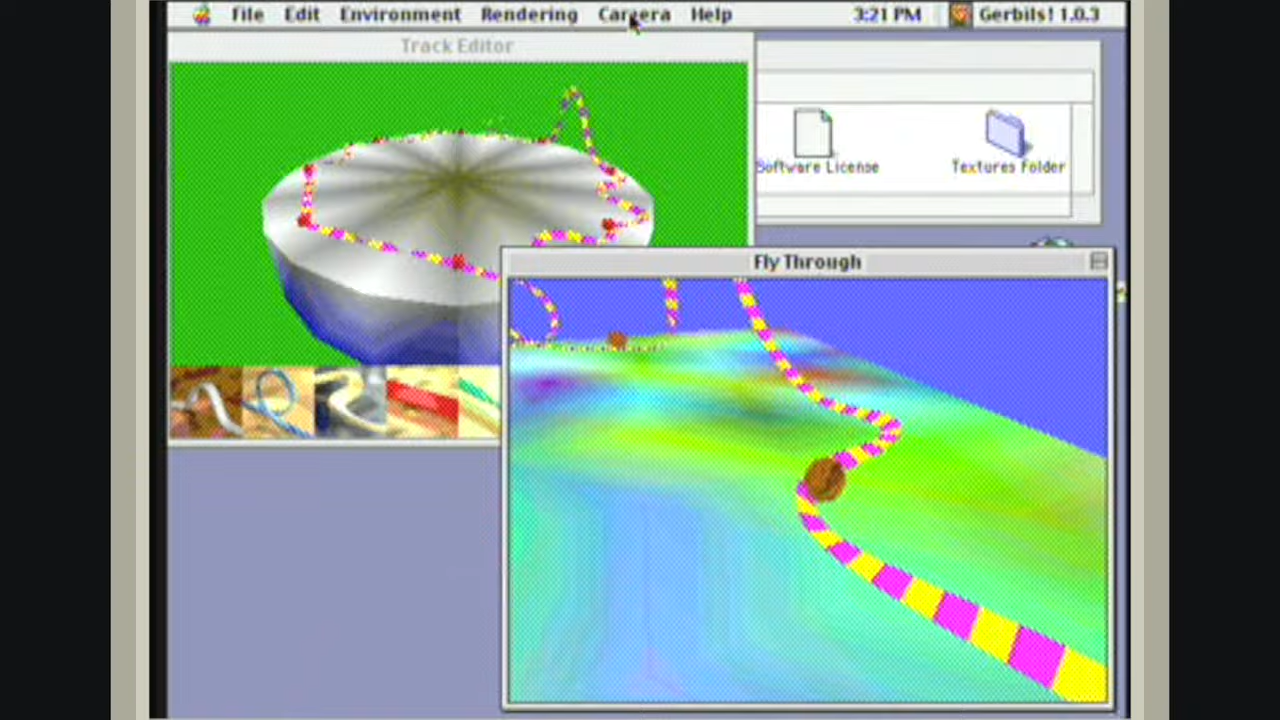 File Edit Environment Rendering Camera Help 3:21 PM Gerbils! 1.0.3
Track Editor
Software License Textures Folder
Fly Through